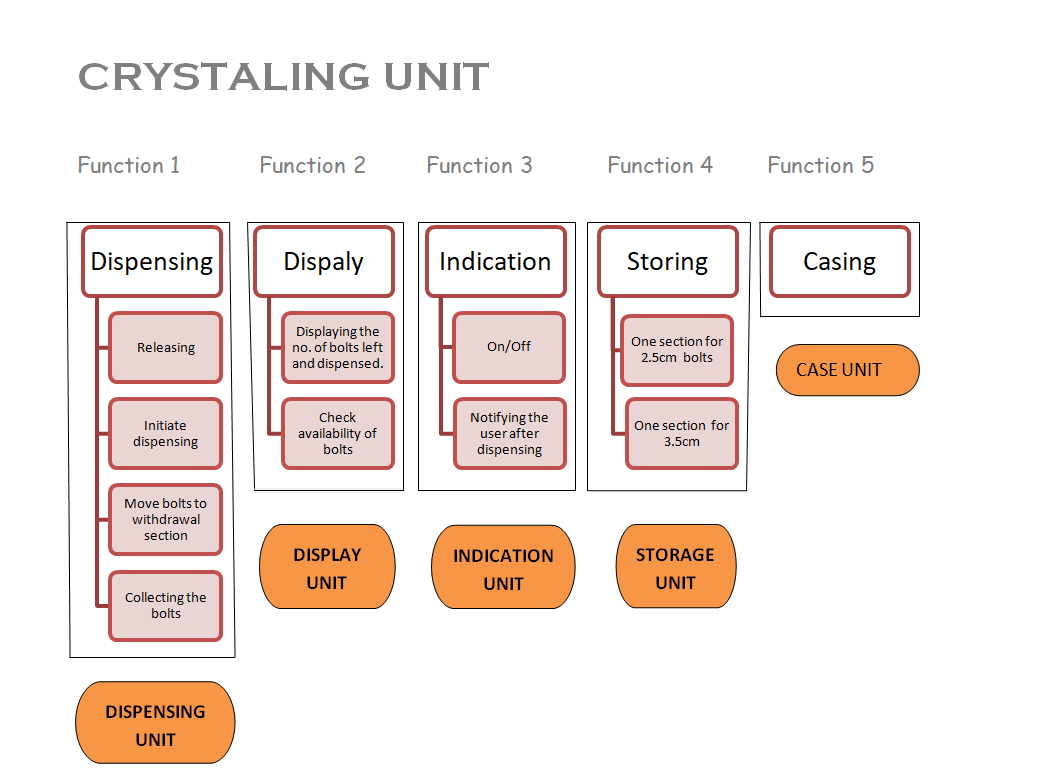 CRYSTALING UNIT
Function 1
Function 2
Function 3
Function 4
Function 5
Dispensing
Releasing
Initiate
dispensing
Move bolts to
withdrawal
section
Collecting the
bolts
DISPENSING
UNIT
Dispaly
Displaying the
no. of bolts left
and dispensed.
Check
availability of
bolts
DISPLAY
UNIT
Indication
On/Off
Notifying the
user after
dispensing
INDICATION
UNIT
Storing
One section for
2.5cm bolts
One section for
3.5cm
STORAGE
UNIT
Casing
CASE UNIT